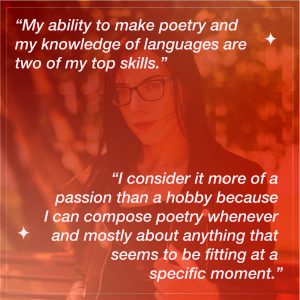 “My ability to make poetry and
my knowledge of languages are
two of my top skills.”
“I consider it more of a
passion than a hobby because
I can compose poetry whenever
and mostly about anything that
seems to be fitting at a
specific moment.”